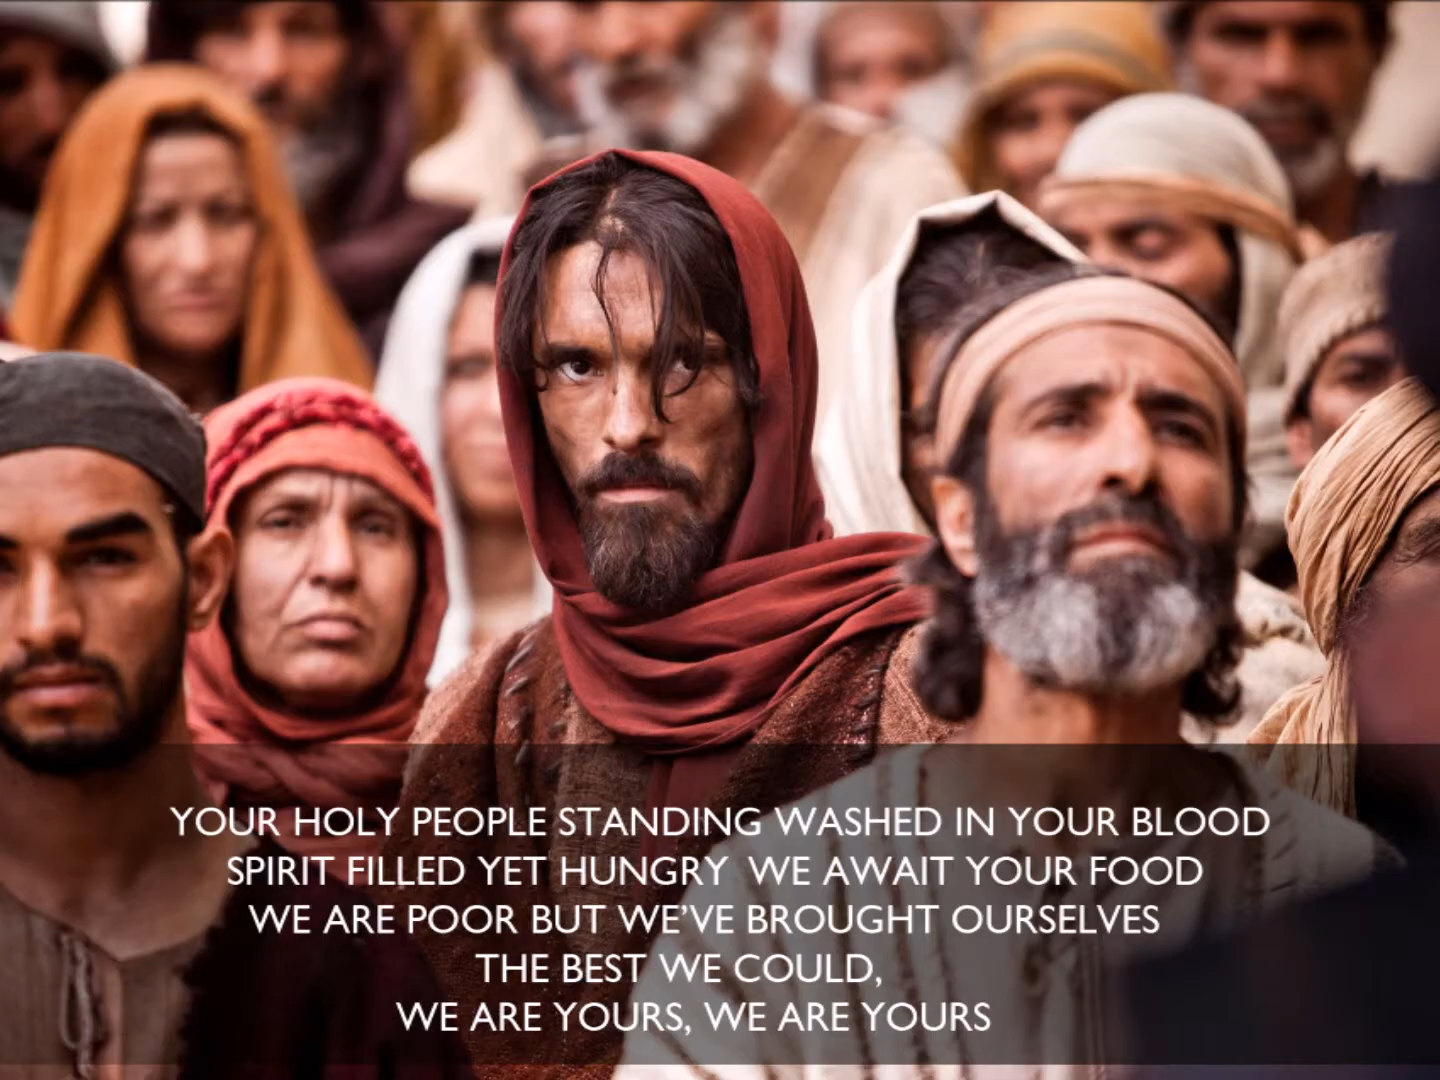 YOUR HOLY PEOPLE STANDING WASHED IN YOUR BLOOD
SPIRIT FILLED YET HUNGRY WE AWAIT YOUR FOOD
WE ARE POOR BUT WE'VE BROUGHT OURSELVES
THE BEST WE COULD,
WE ARE YOURS, WE ARE YOURS